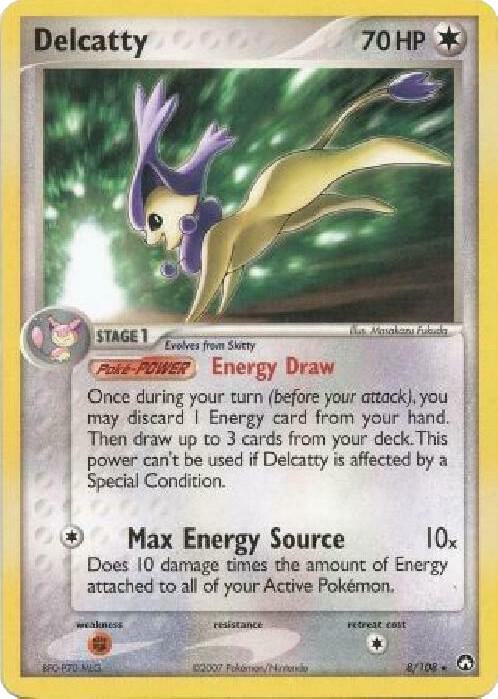 Delcatty 70 HP
Illus. Masakazu Fukuda
STAGE 1
Evolves from Skitty
Poké-POWER Energy Draw
Once during your turn (before your attack), you
may discard 1 Energy card from your hand.
Then draw up to 3 cards from your deck. This
power can't be used if Delcatty is affected by a
Special Condition.
Max Energy Source 10x
Does 10 damage times the amount of Energy
attached to all of your Active Pokémon.
weakness resistance retreat cost
©2007 Pokémon/Nintendo 8/108